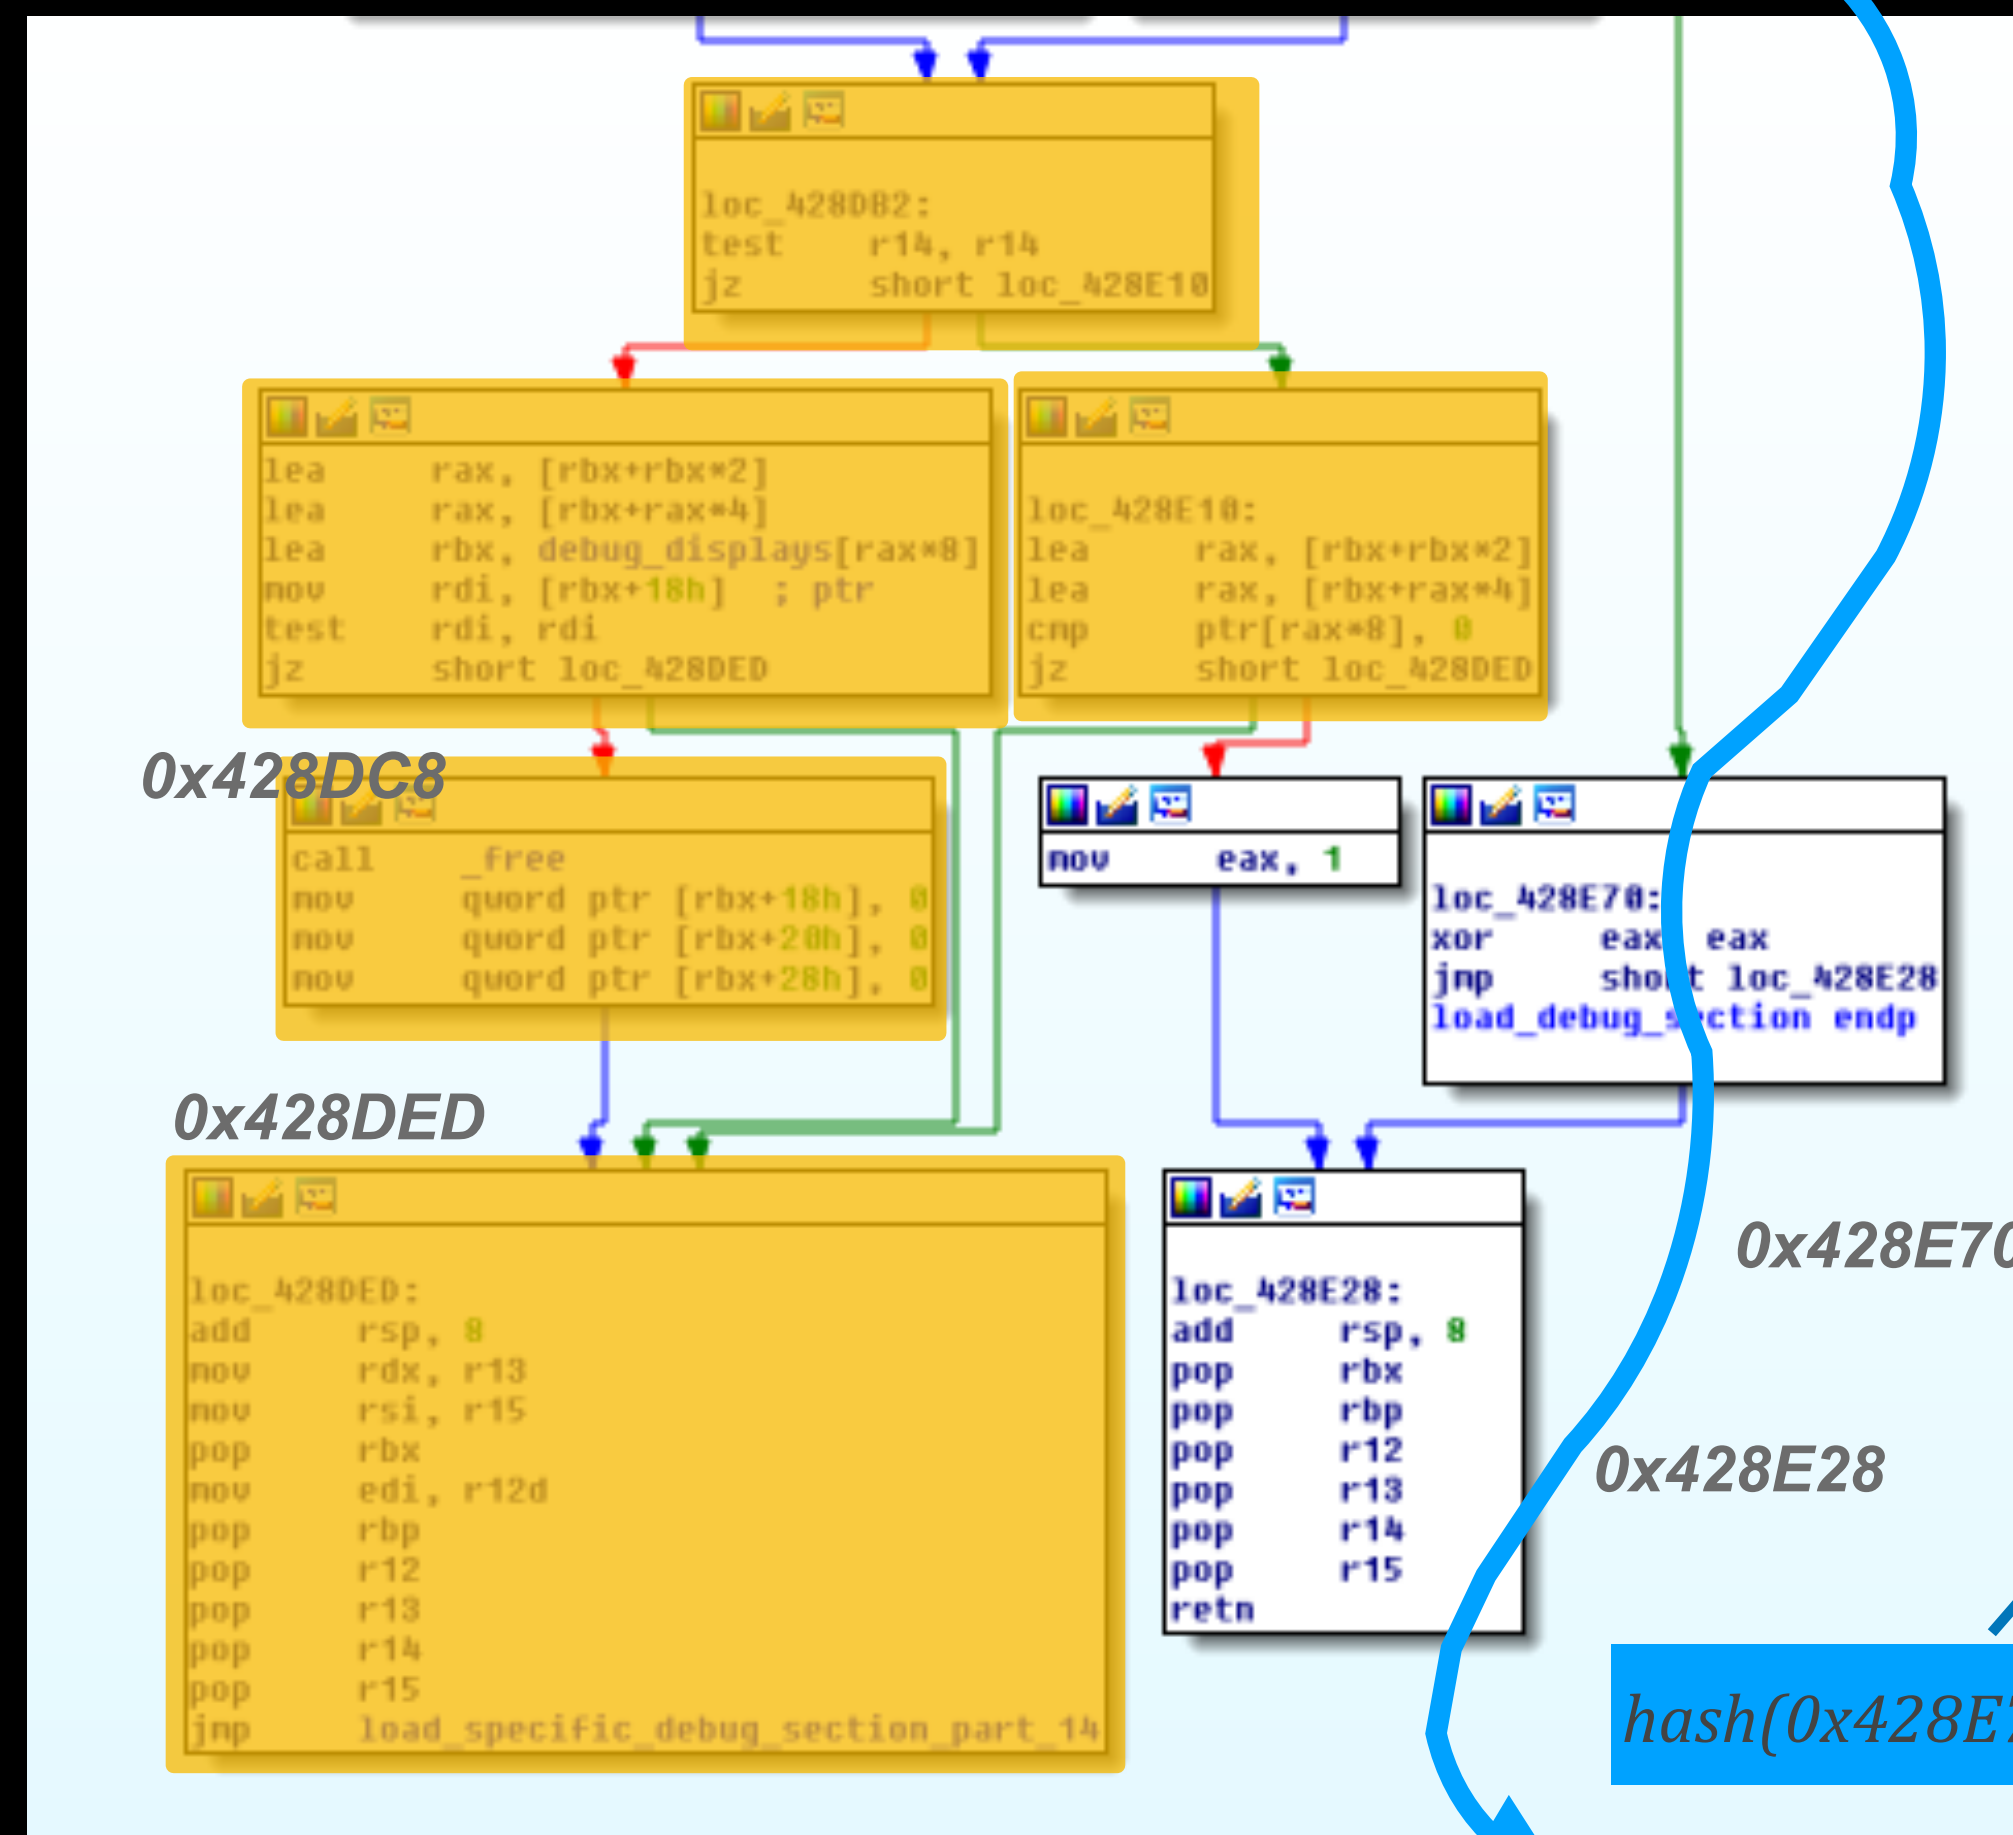 loc_428DB2:
test r14, r14
jz short loc_428E10
lea rax, [rbx+rbx*2]
lea rax, [rbx+rax*4]
lea rbx, debug_displays[rax*8]
mov rdi, [rbx+18h] ; ptr
test rdi, rdi
jz short loc_428DED
loc_428E10:
lea rax, [rbx+rbx*2]
lea rax, [rbx+rax*4]
cmp ptr[rax*8], 0
jz short loc_428DED
0x428DC8
call _free
mov qword ptr [rbx+18h], 0
mov qword ptr [rbx+20h], 0
mov qword ptr [rbx+28h], 0
mov eax, 1
loc_428E70:
xor eax, eax
jmp short loc_428E28
load_debug_section endp
0x428DED
loc_428DED:
add rsp, 8
mov rdx, r13
mov rsi, r15
pop rbx
mov edi, r12d
pop rbp
pop r12
pop r13
pop r14
pop r15
jmp load_specific_debug_section_part_14
loc_428E28:
add rsp, 8
pop rbx
pop rbp
pop r12
pop r13
pop r14
pop r15
retn
0x428E70
0x428E28
hash(0x428E7